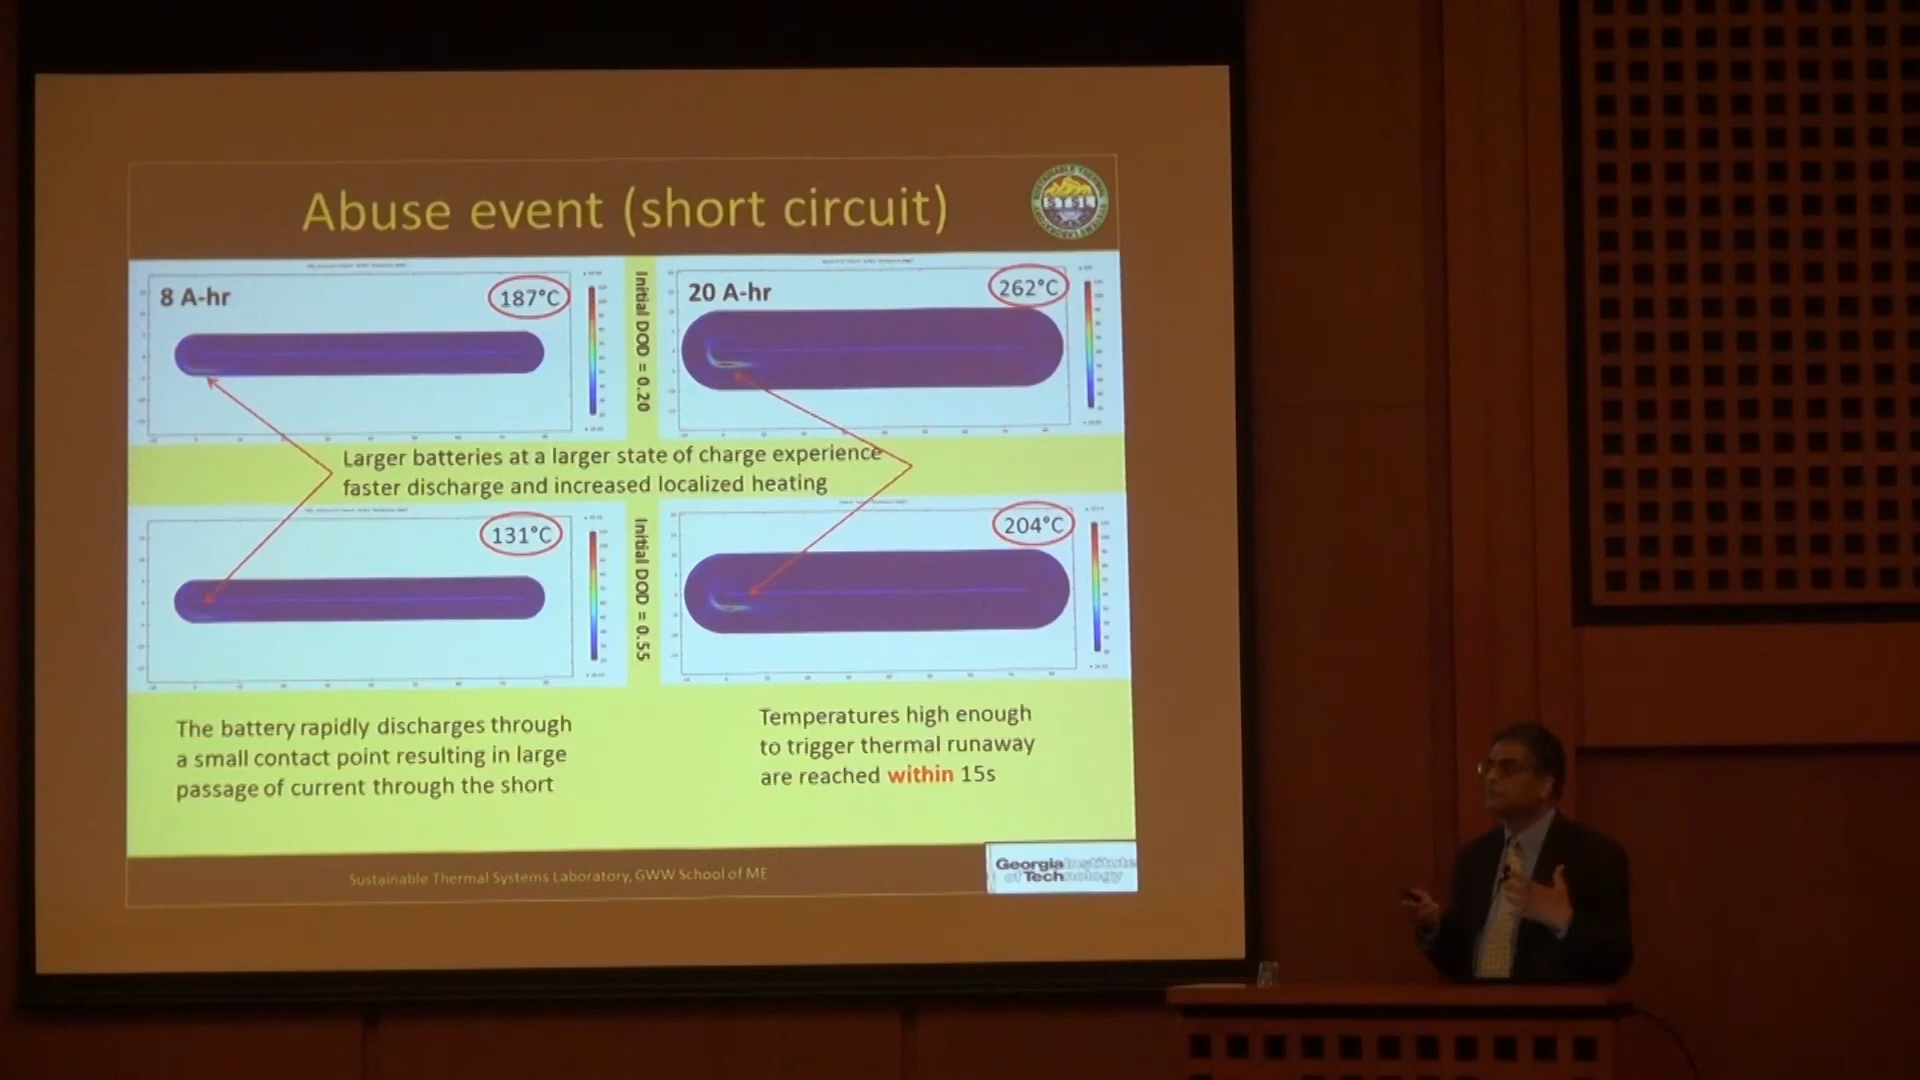 Abuse event (short circuit)
STSL
8 A-hr
187°C
Initial DOD = 0.20
20 A-hr
262°C
Larger batteries at a larger state of charge experience
faster discharge and increased localized heating
131°C
Initial DOD = 0.55
204°C
The battery rapidly discharges through
a small contact point resulting in large
passage of current through the short
Temperatures high enough
to trigger thermal runaway
are reached within 15s
Sustainable Thermal Systems Laboratory, GWW School of ME
Georgia Institute
of Technology